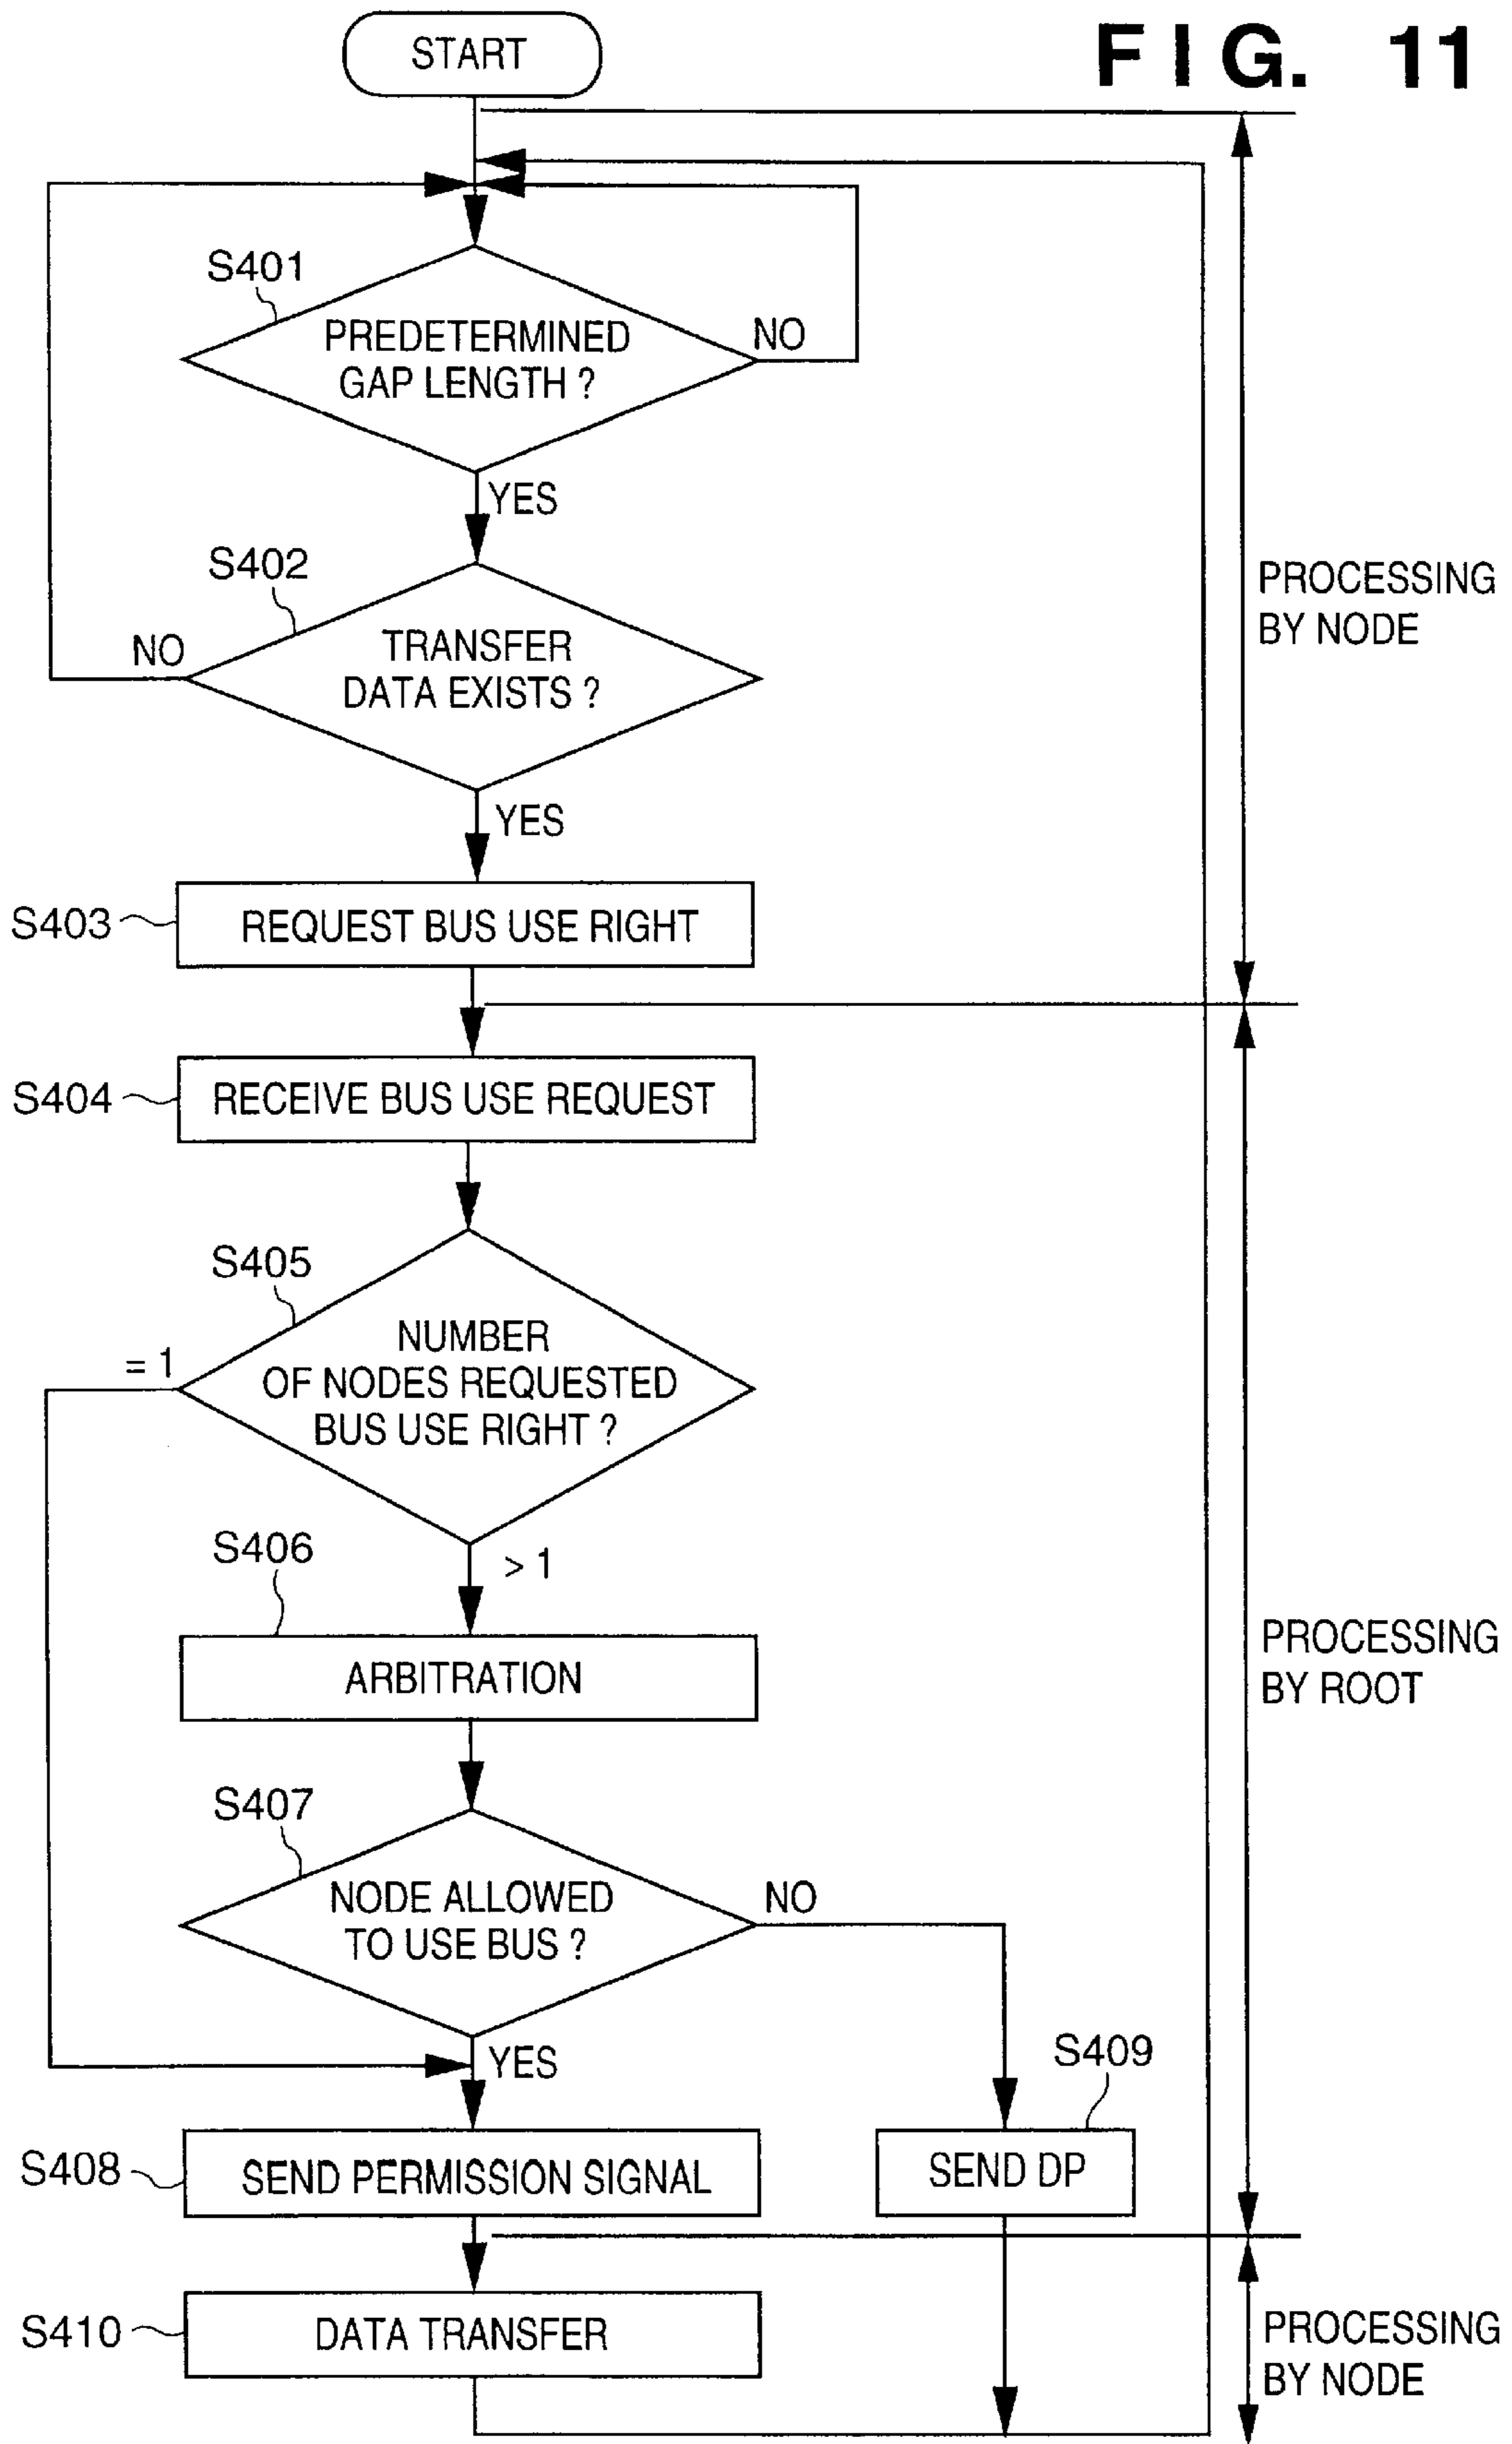 START
FIG. 11
S401
PREDETERMINED
GAP LENGTH ?
NO
YES
S402
TRANSFER
DATA EXISTS ?
NO
YES
PROCESSING
BY NODE
S403
REQUEST BUS USE RIGHT
S404
RECEIVE BUS USE REQUEST
S405
NUMBER
OF NODES REQUESTED
BUS USE RIGHT ?
= 1
> 1
S406
ARBITRATION
PROCESSING
BY ROOT
S407
NODE ALLOWED
TO USE BUS ?
NO
YES
S409
S408
SEND PERMISSION SIGNAL
SEND DP
S410
DATA TRANSFER
PROCESSING
BY NODE